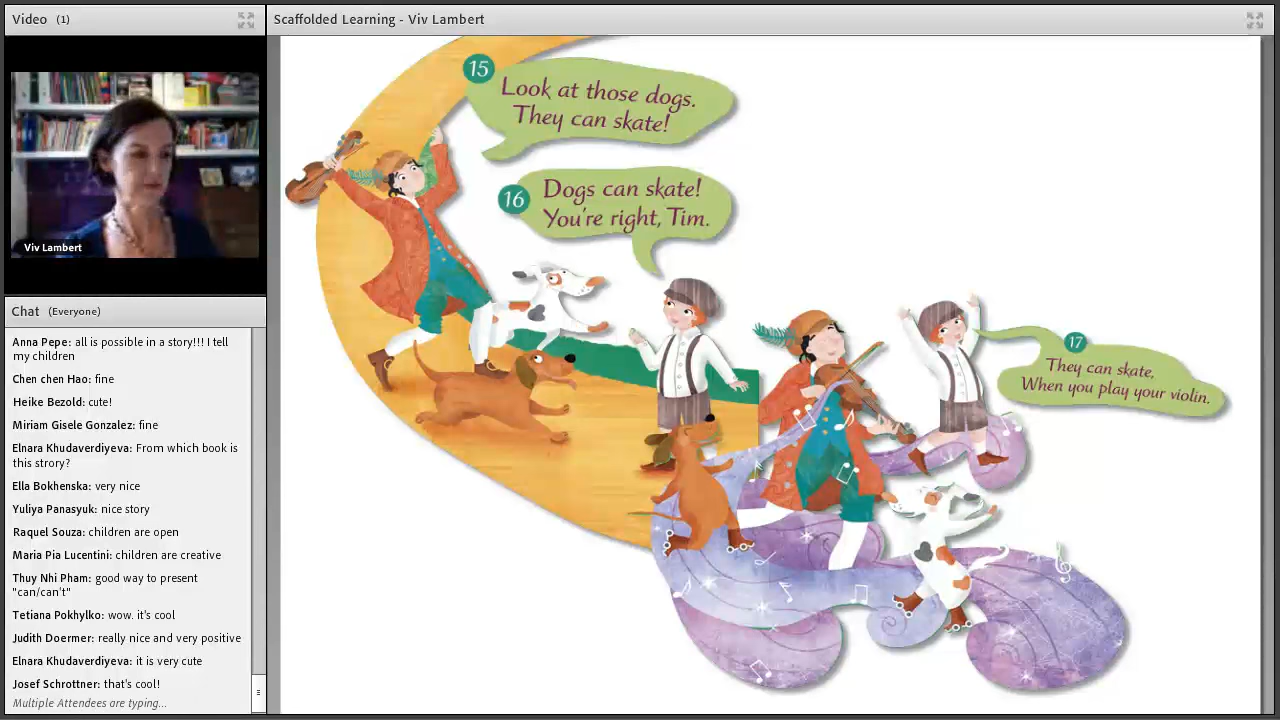 Video (1)
Scaffolded Learning - Viv Lambert
Viv Lambert
Chat (Everyone)
Anna Pepe: all is possible in a story!!! I tell
my children
Chen chen Hao: fine
Heike Bezold: cute!
Miriam Gisele Gonzalez: fine
Elnara Khudaverdiyeva: From which book is
this strory?
Ella Bokhenska: very nice
Yuliya Panasyuk: nice story
Raquel Souza: children are open
Maria Pia Lucentini: children are creative
Thuy Nhi Pham: good way to present
"can/can't"
Tetiana Pokhylko: wow. it's cool
Judith Doermer: really nice and very positive
Elnara Khudaverdiyeva: it is very cute
Josef Schrottner: that's cool!
Multiple Attendees are typing...
15
Look at those dogs.
They can skate!
16
Dogs can skate!
You're right, Tim.
17
They can skate,
When you play your violin.